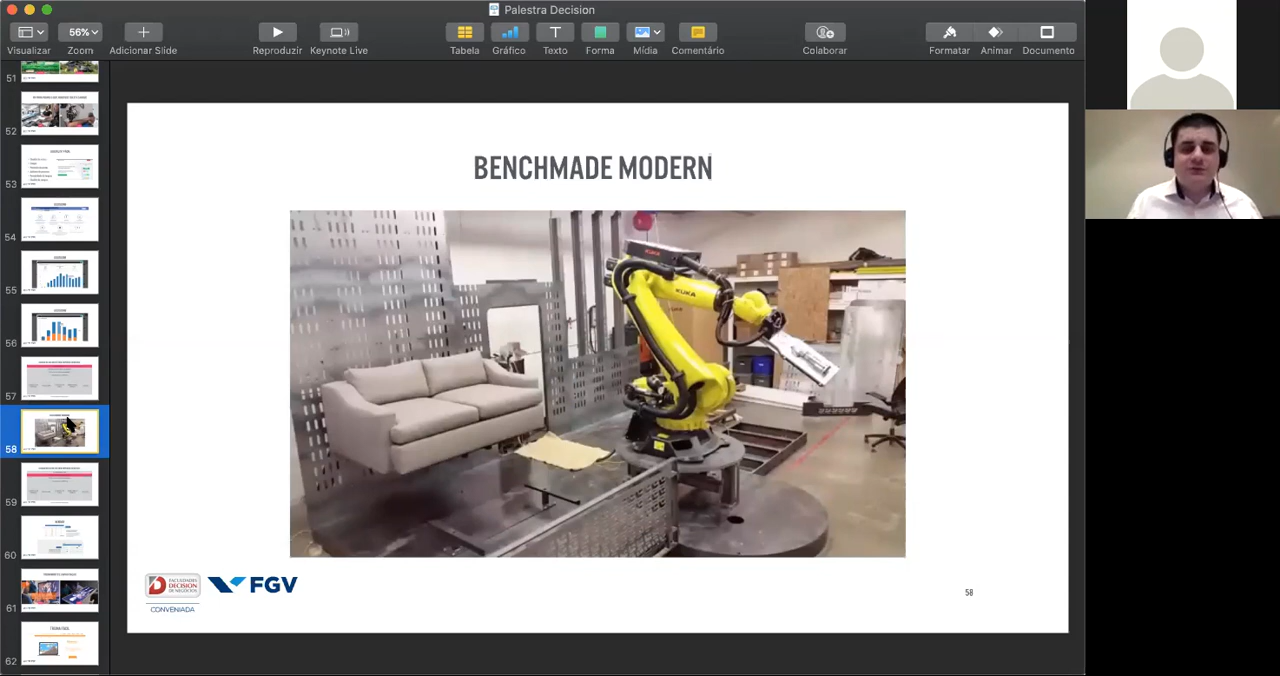 Palestra Decision
56%
Visualizar
Zoom
Adicionar Slide
Reproduzir
Keynote Live
Tabela
Gráfico
Texto
Forma
Mídia
Comentário
Colaborar
Formatar
Animar
Documento
51
52
53
54
55
56
57
58
59
60
61
62
BENCHMADE MODERN
KUKA
KUKA
FACULDADES
DECISION
DE NEGÓCIOS
FGV
CONVENIADA
58